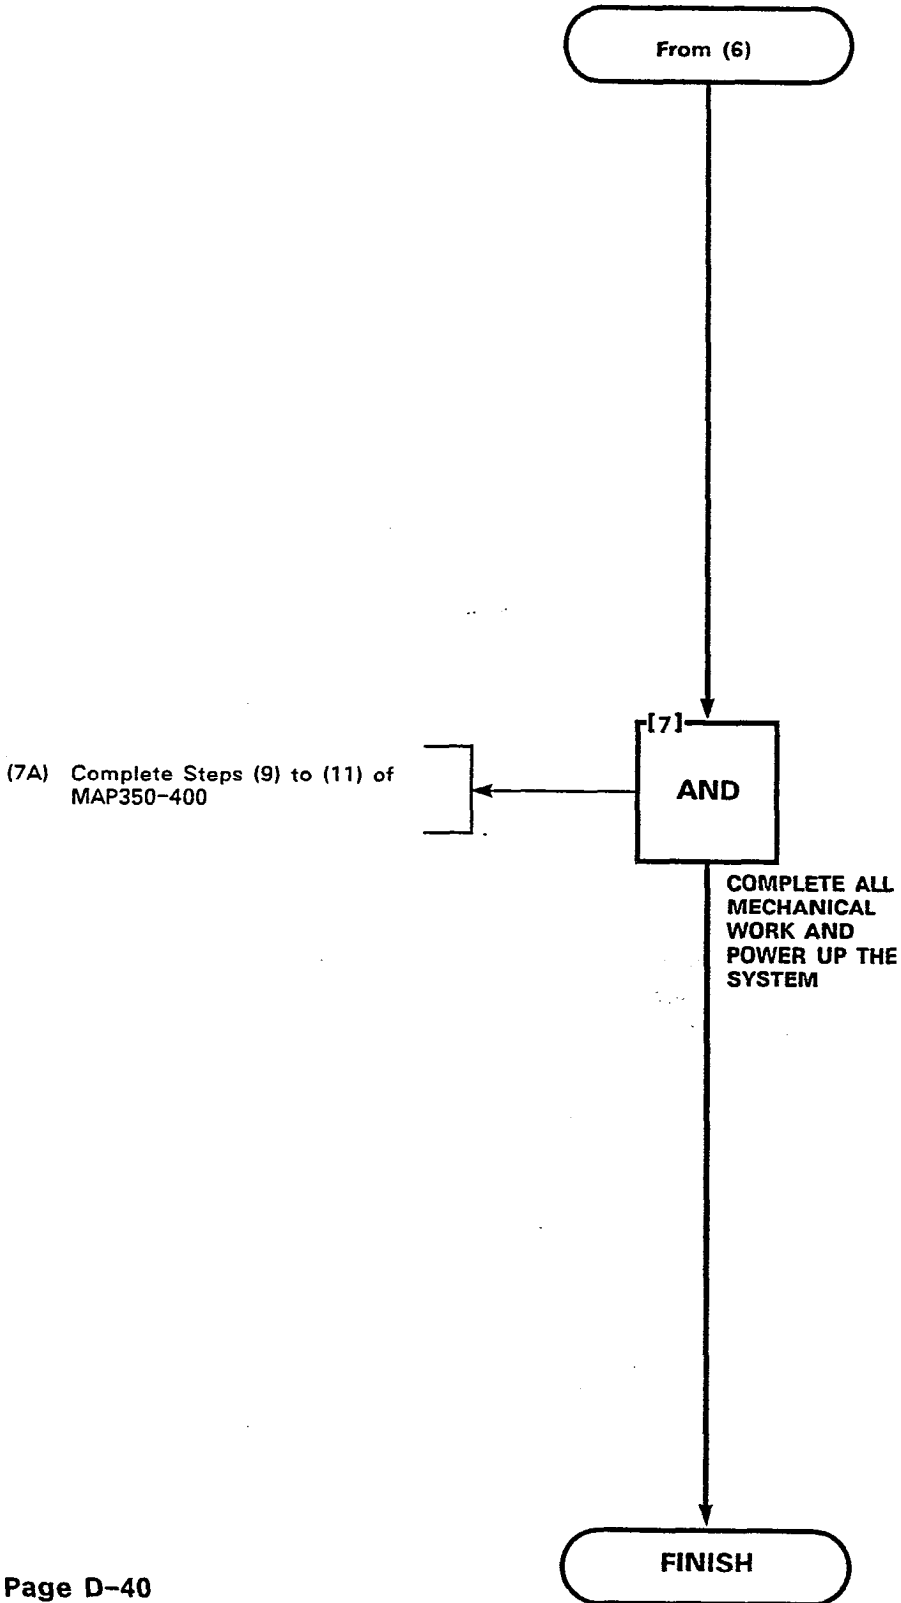 From (6)
[7]
(7A) Complete Steps (9) to (11) of
MAP350-400
AND
COMPLETE ALL
MECHANICAL
WORK AND
POWER UP THE
SYSTEM
FINISH
Page D-40